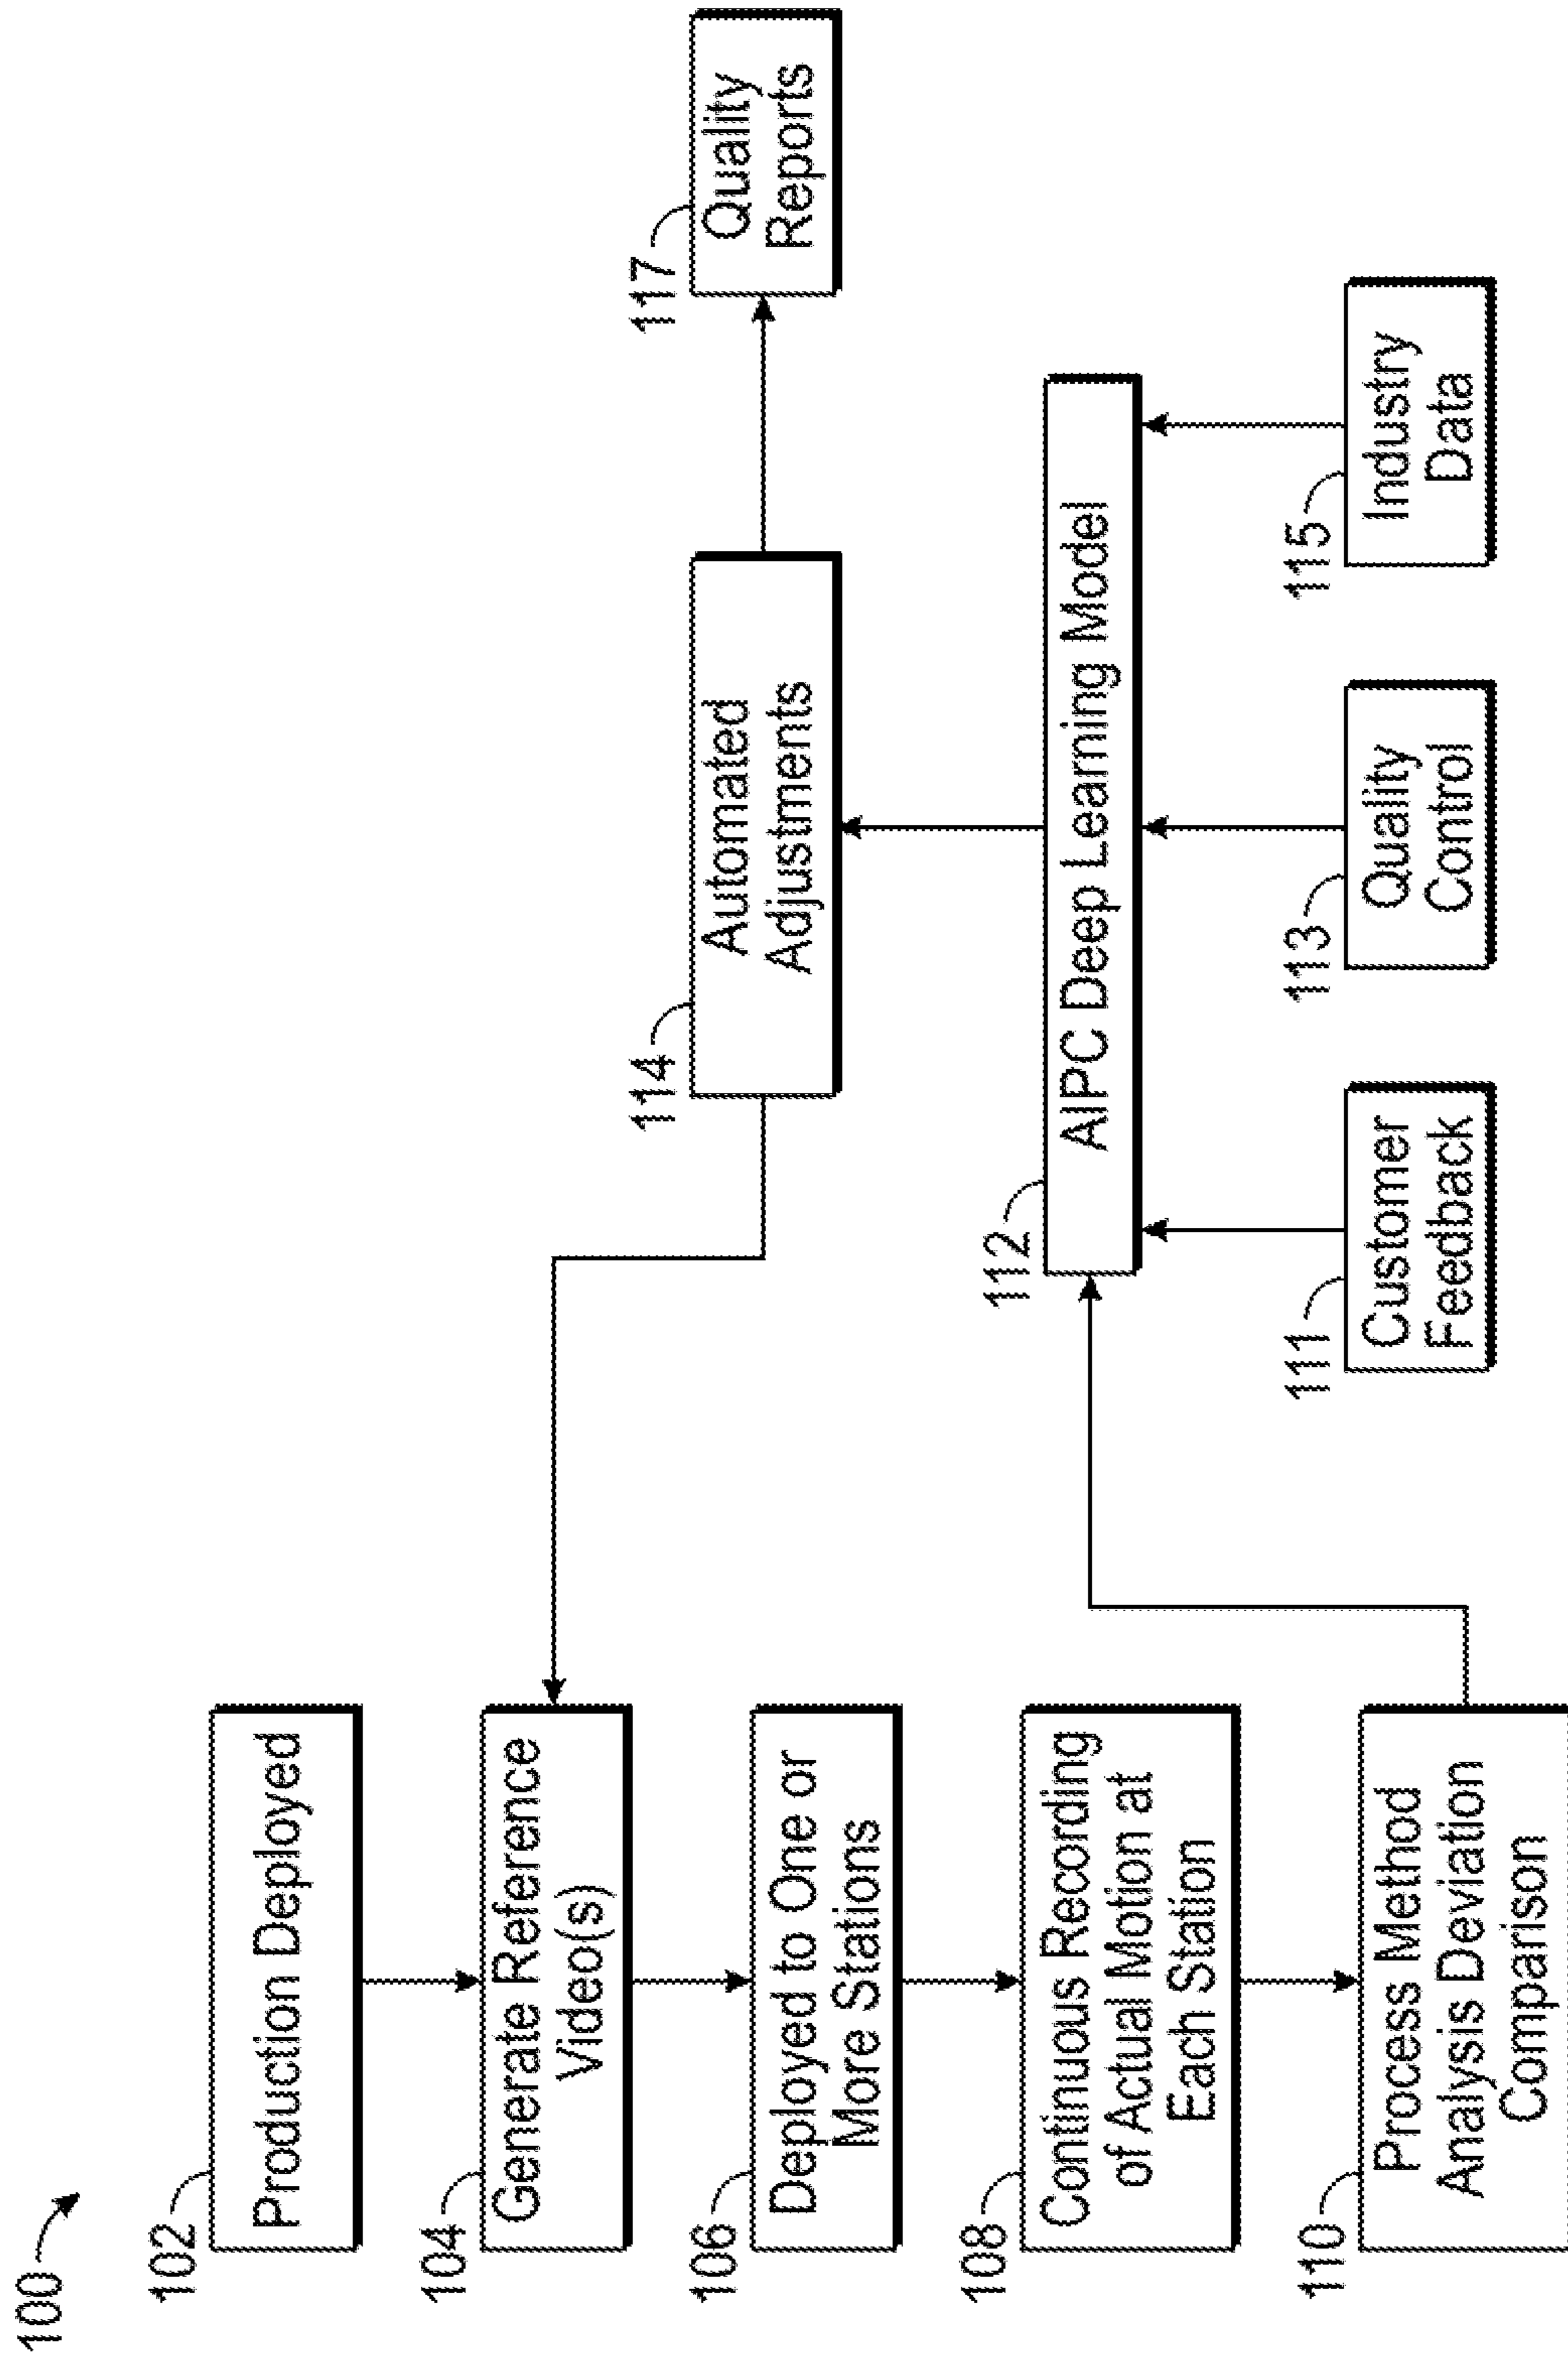 100
102
Production Deployed
104
Generate Reference
Video(s)
106
Deployed to One or
More Stations
108
Continuous Recording
of Actual Motion at
Each Station
110
Process Method
Analysis Deviation
Comparison
114
Automated
Adjustments
117
Quality
Reports
112
AIPC Deep Learning Model
111
Customer
Feedback
113
Quality
Control
115
Industry
Data